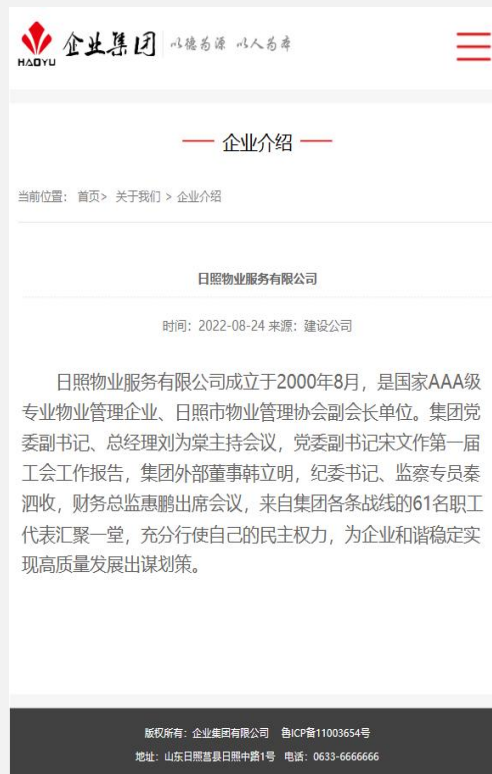 HAOYU 企业集团 以德为源 以人为本
企业介绍
当前位置： 首页> 关于我们 > 企业介绍
日照物业服务有限公司
时间：2022-08-24 来源：建设公司
日照物业服务有限公司成立于2000年8月，是国家AAA级
专业物业管理企业、日照市物业管理协会副会长单位。集团党
委副书记、总经理刘为棠主持会议，党委副书记宋文作第一届
工会工作报告，集团外部董事韩立明，纪委书记、监察专员秦
泗收，财务总监惠鹏出席会议，来自集团各条战线的61名职工
代表汇聚一堂，充分行使自己的民主权力，为企业和谐稳定实
现高质量发展出谋划策。
版权所有：企业集团有限公司 鲁ICP备11003654号
地址：山东日照莒县日照中路1号 电话：0633-6666666